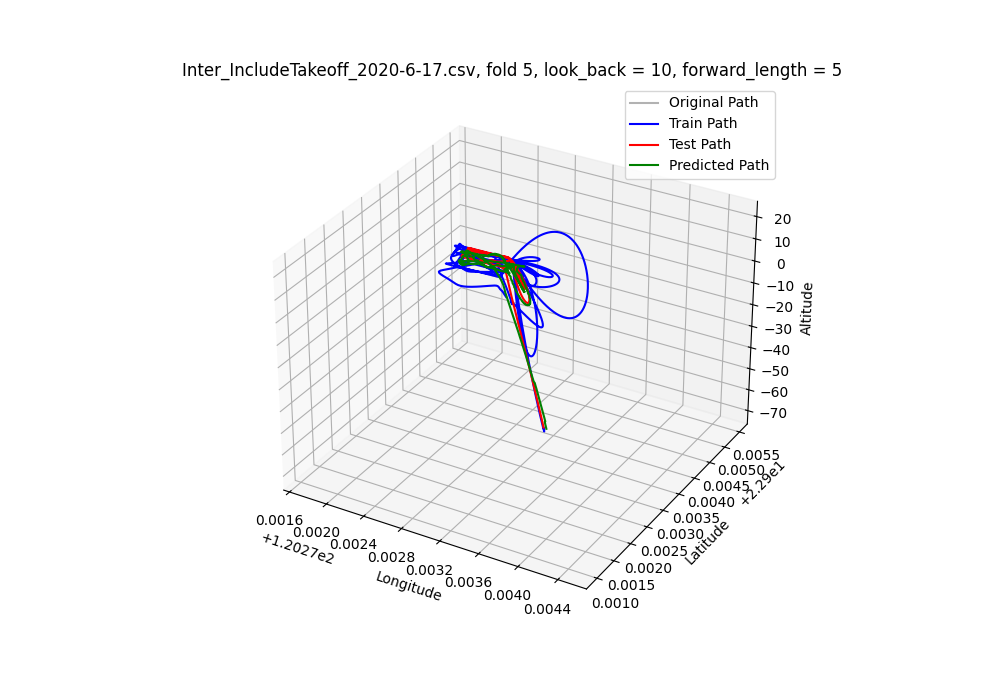 Inter_IncludeTakeoff_2020-6-17.csv, fold 5, look_back = 10, forward_length = 5
Original Path
Train Path
Test Path
Predicted Path
20
10
0
−10
−20
−30
−40
−50
−60
−70
Altitude
0.0055
0.0050
0.0045
0.0040
0.0035
0.0030
0.0025
0.0020
0.0015
0.0010
+2.29e1
Latitude
0.0016
0.0020
0.0024
0.0028
0.0032
0.0036
0.0040
0.0044
+1.2027e2
Longitude